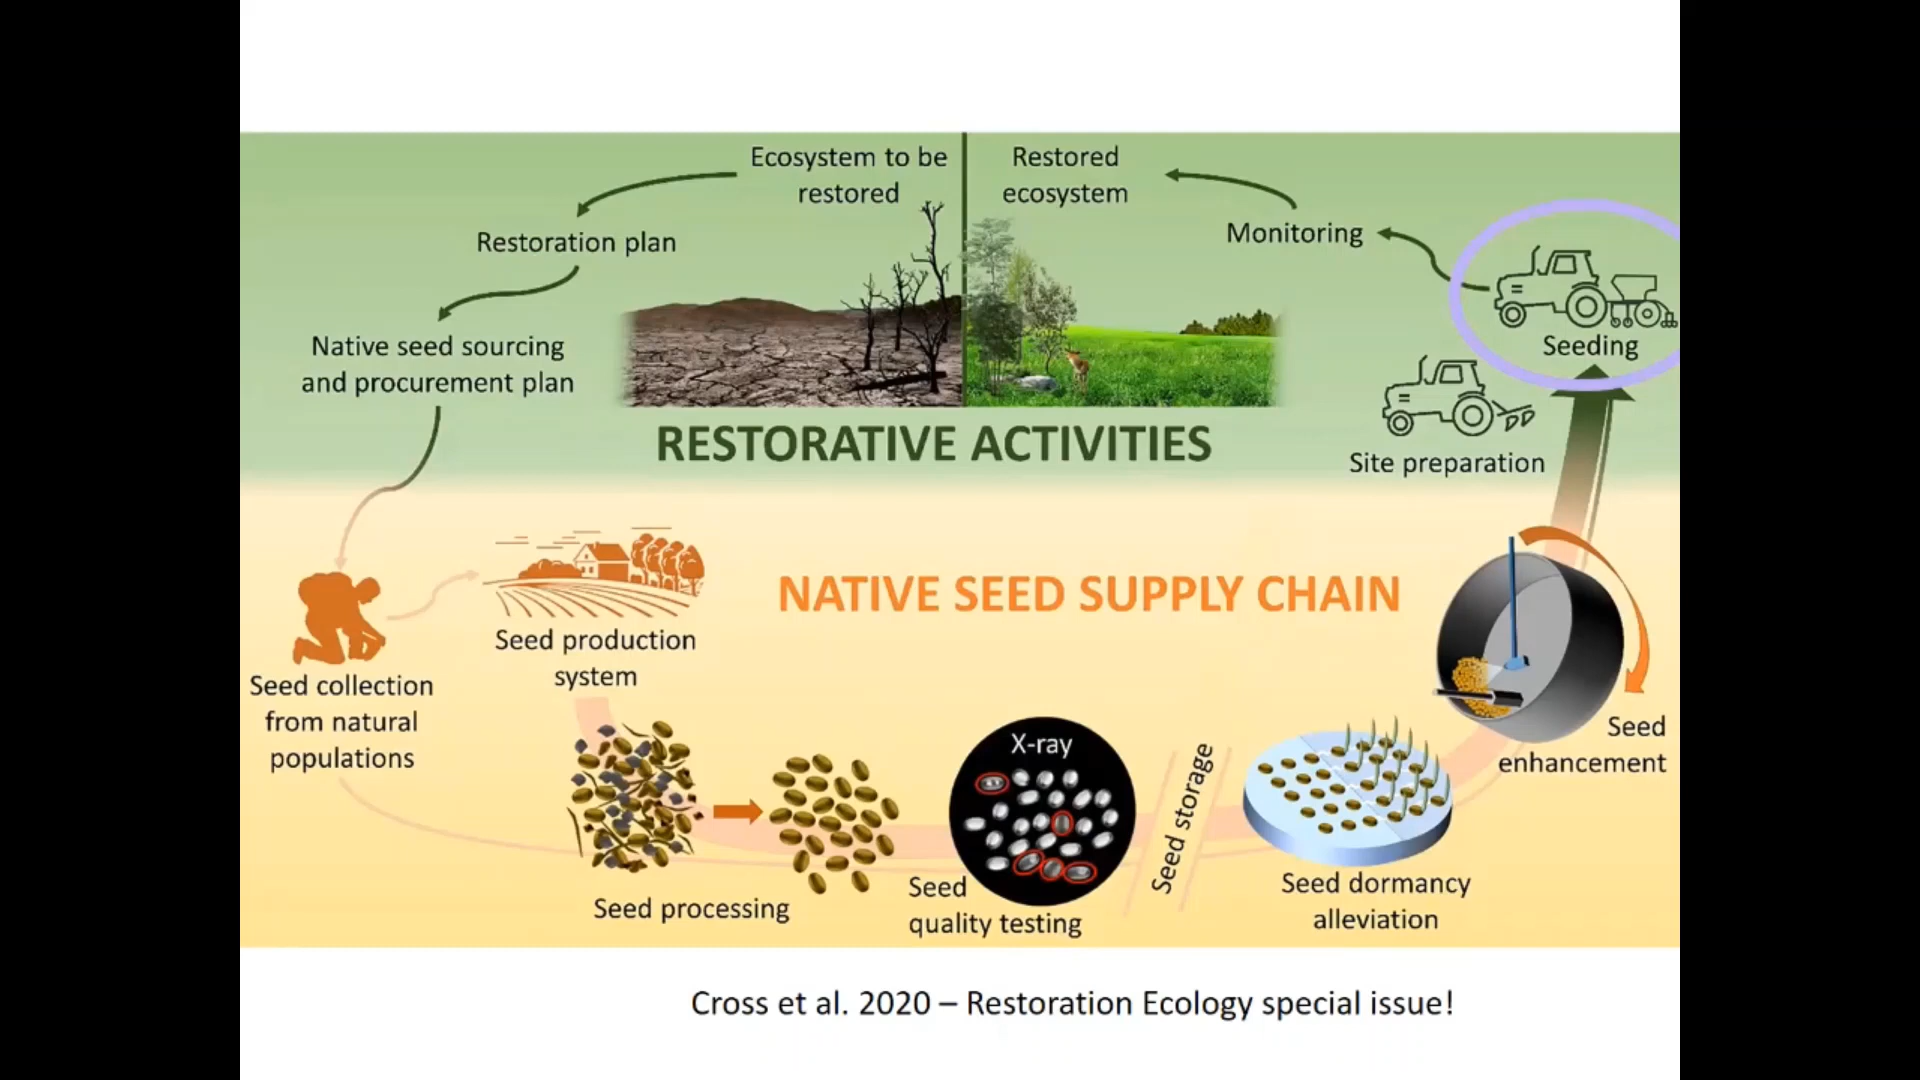 Ecosystem to be
restored
Restored
ecosystem
Restoration plan
Monitoring
Native seed sourcing
and procurement plan
Seeding
Site preparation
RESTORATIVE ACTIVITIES
NATIVE SEED SUPPLY CHAIN
Seed collection
from natural
populations
Seed production
system
Seed processing
X-ray
Seed
quality testing
Seed storage
Seed dormancy
alleviation
Seed
enhancement
Cross et al. 2020 – Restoration Ecology special issue!